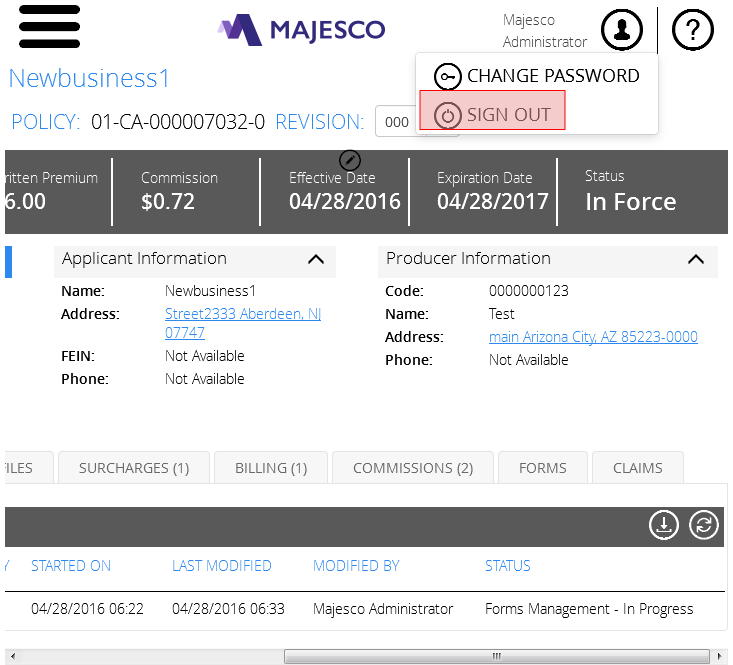 MAJESCO
Majesco
Administrator
?
CHANGE PASSWORD
SIGN OUT
Newbusiness1
POLICY: 01-CA-000007032-0 REVISION: 000
ritten Premium Commission Effective Date Expiration Date Status
6.00 $0.72 04/28/2016 04/28/2017 In Force
Applicant Information
Name: Newbusiness1
Address: Street2333 Aberdeen, NJ
07747
FEIN: Not Available
Phone: Not Available
Producer Information
Code: 0000000123
Name: Test
Address: main Arizona City, AZ 85223-0000
Phone: Not Available
FILES SURCHARGES (1) BILLING (1) COMMISSIONS (2) FORMS CLAIMS
Y STARTED ON LAST MODIFIED MODIFIED BY STATUS
04/28/2016 06:22 04/28/2016 06:33 Majesco Administrator Forms Management - In Progress